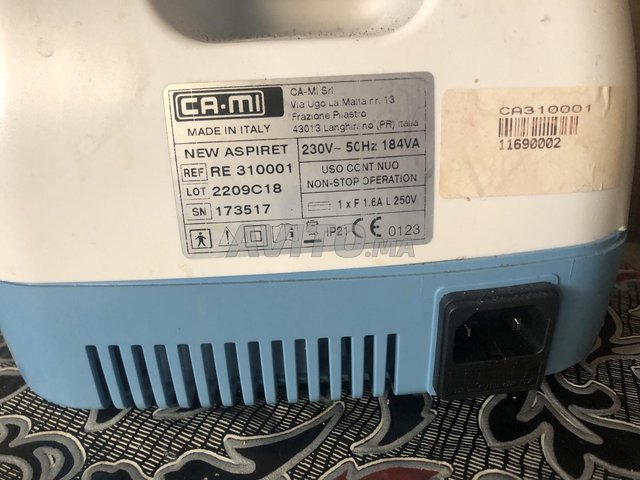 CA-MI
CA-MI Srl
Via Ugo La Malfa nr. 13
Frazione Pilastro
43013 Langhirano (PR) Italia
MADE IN ITALY
NEW ASPIRET
230V~ 50Hz 184VA
REF RE 310001
USO CONTINUO
NON-STOP OPERATION
LOT 2209C18
SN 173517
1 x F 1.6A L 250V
IP21 CE 0123
CA310001
11690002
AVITO.MA